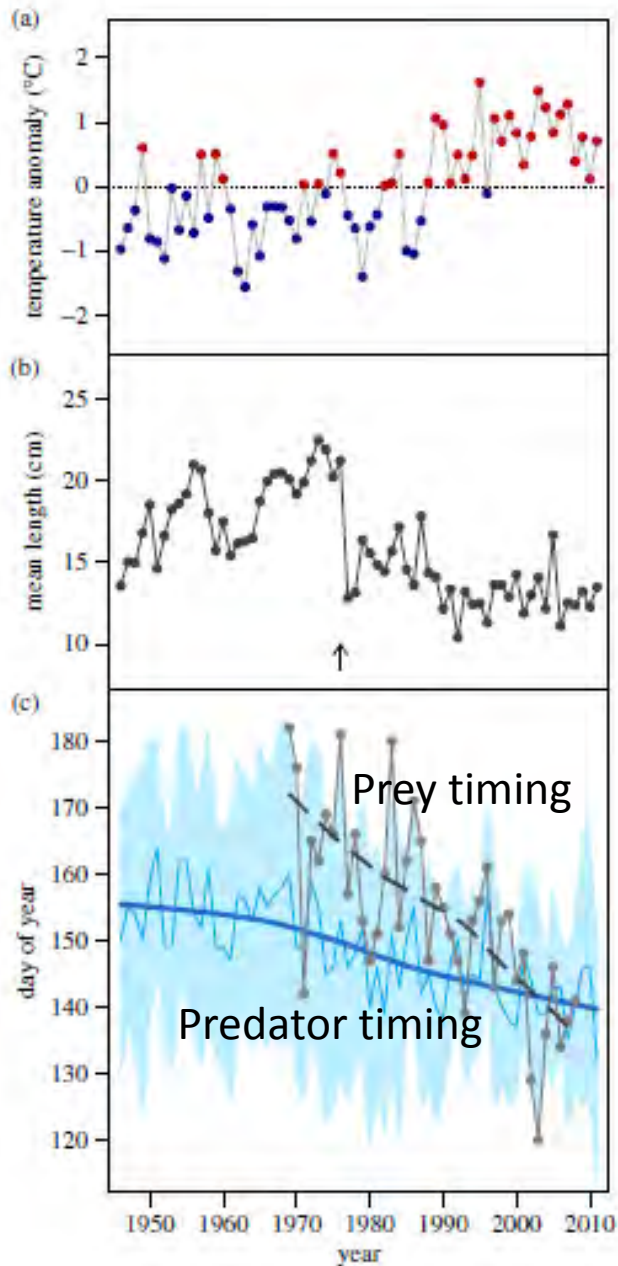 (a)
temperature anomaly (°C)
2
1
0
−1
−2
(b)
mean length (cm)
25
20
15
10
(c)
day of year
180
170
160
150
140
130
120
Prey timing
Predator timing
1950 1960 1970 1980 1990 2000 2010
year